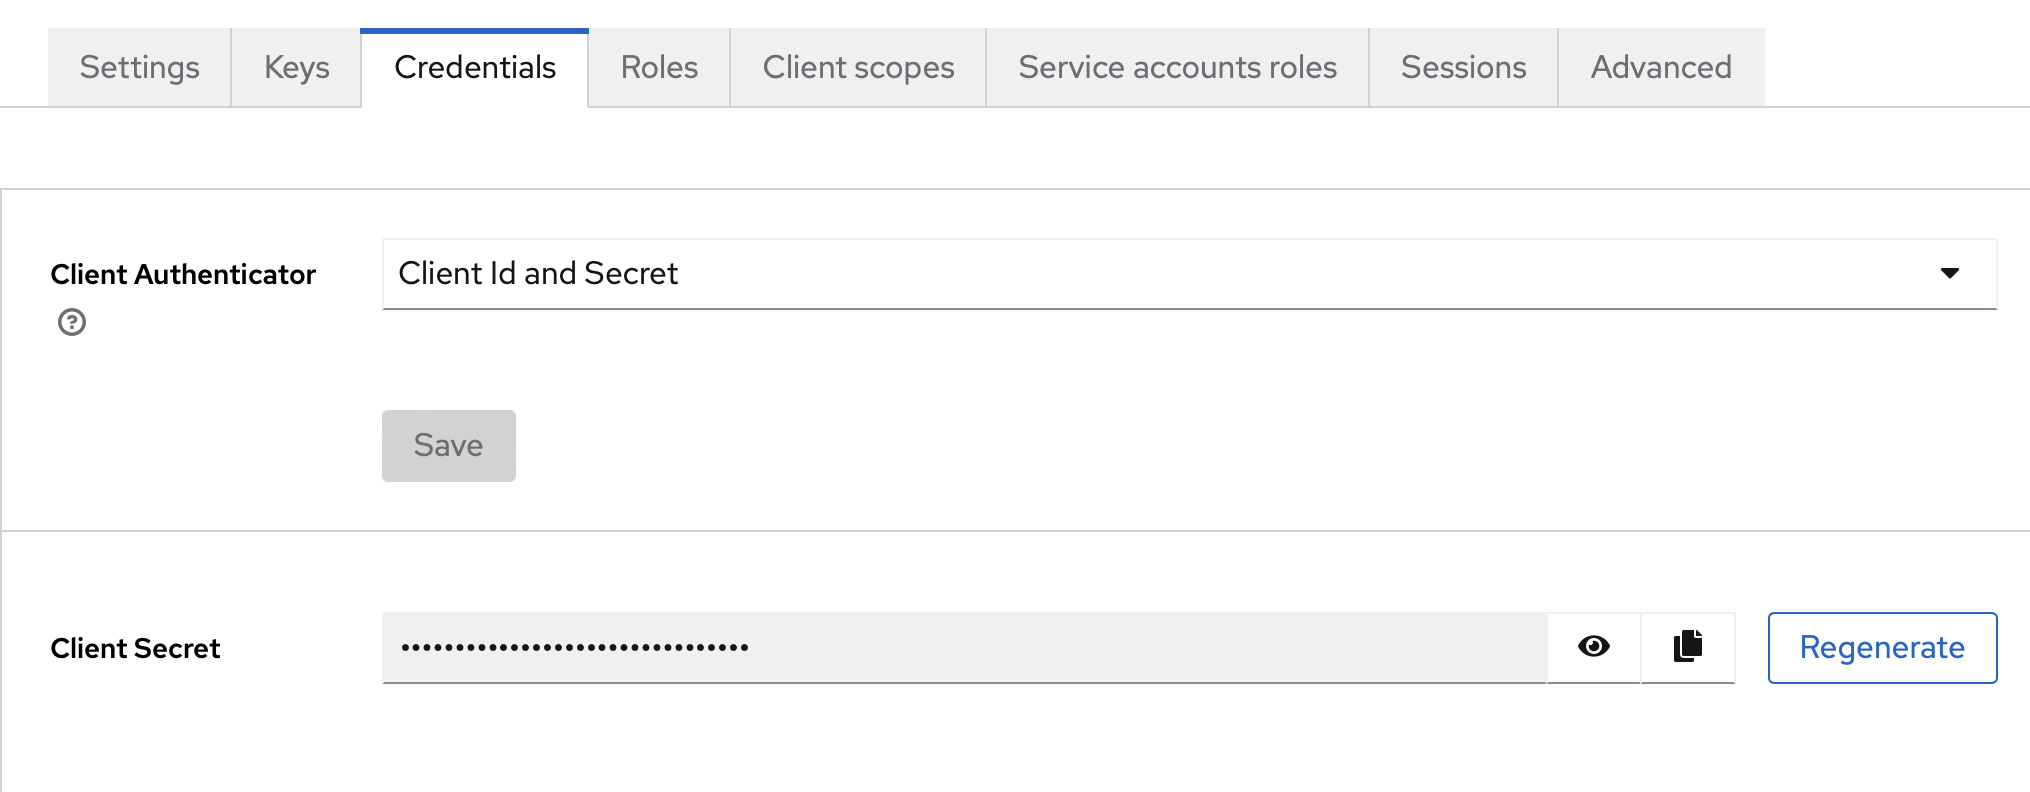 Settings Keys Credentials Roles Client scopes Service accounts roles Sessions Advanced
Client Authenticator Client Id and Secret
Save
Client Secret ••••••••••••••••••••••••••••••••
Regenerate